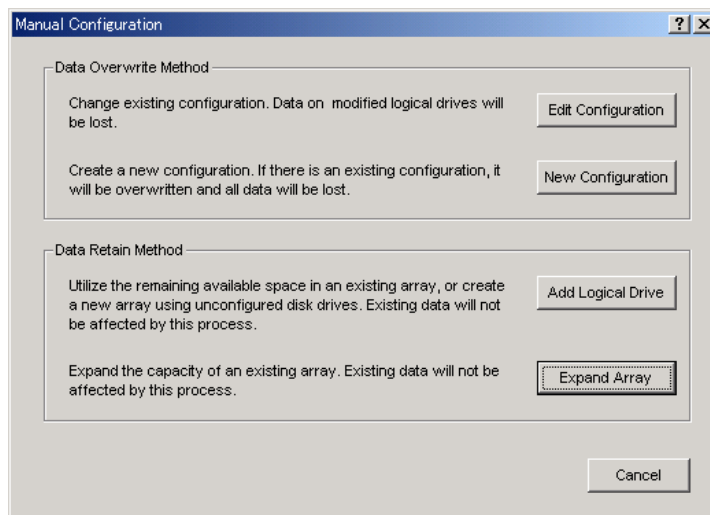 Manual Configuration
Data Overwrite Method
Change existing configuration. Data on modified logical drives will
be lost.
Edit Configuration
Create a new configuration. If there is an existing configuration, it
will be overwritten and all data will be lost.
New Configuration
Data Retain Method
Utilize the remaining available space in an existing array, or create
a new array using unconfigured disk drives. Existing data will not
be affected by this process.
Add Logical Drive
Expand the capacity of an existing array. Existing data will not be
affected by this process.
Expand Array
Cancel